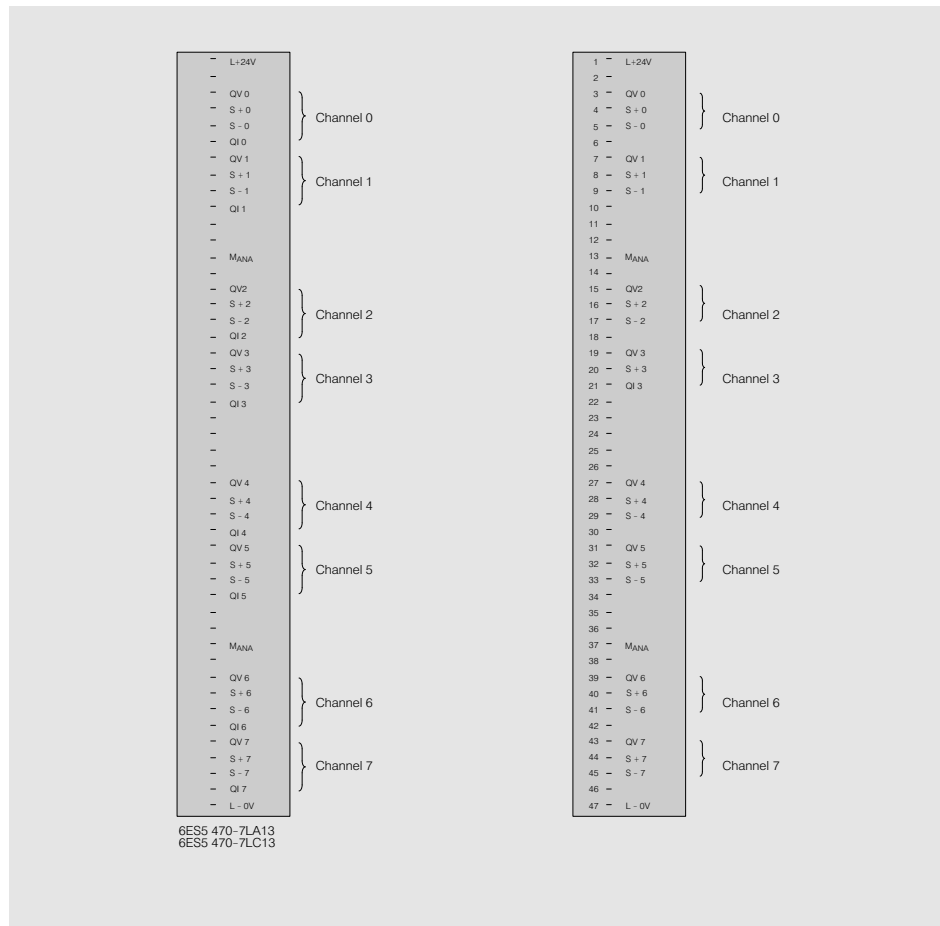 L+24V
QV 0
S + 0
S - 0
QI 0
Channel 0
QV 1
S + 1
S - 1
QI 1
Channel 1
MANA
QV2
S + 2
S - 2
QI 2
Channel 2
QV 3
S + 3
S - 3
QI 3
Channel 3
QV 4
S + 4
S - 4
QI 4
Channel 4
QV 5
S + 5
S - 5
QI 5
Channel 5
MANA
QV 6
S + 6
S - 6
QI 6
Channel 6
QV 7
S + 7
S - 7
QI 7
Channel 7
L - 0V
6ES5 470-7LA13
6ES5 470-7LC13
1 L+24V
2
3 QV 0
4 S + 0
5 S - 0
Channel 0
6
7 QV 1
8 S + 1
9 S - 1
Channel 1
10
11
12
13 MANA
14
15 QV2
16 S + 2
17 S - 2
Channel 2
18
19 QV 3
20 S + 3
21 QI 3
Channel 3
22
23
24
25
26
27 QV 4
28 S + 4
29 S - 4
Channel 4
30
31 QV 5
32 S + 5
33 S - 5
Channel 5
34
35
36
37 MANA
38
39 QV 6
40 S + 6
41 S - 6
Channel 6
42
43 QV 7
44 S + 7
45 S - 7
Channel 7
46
47 L - 0V